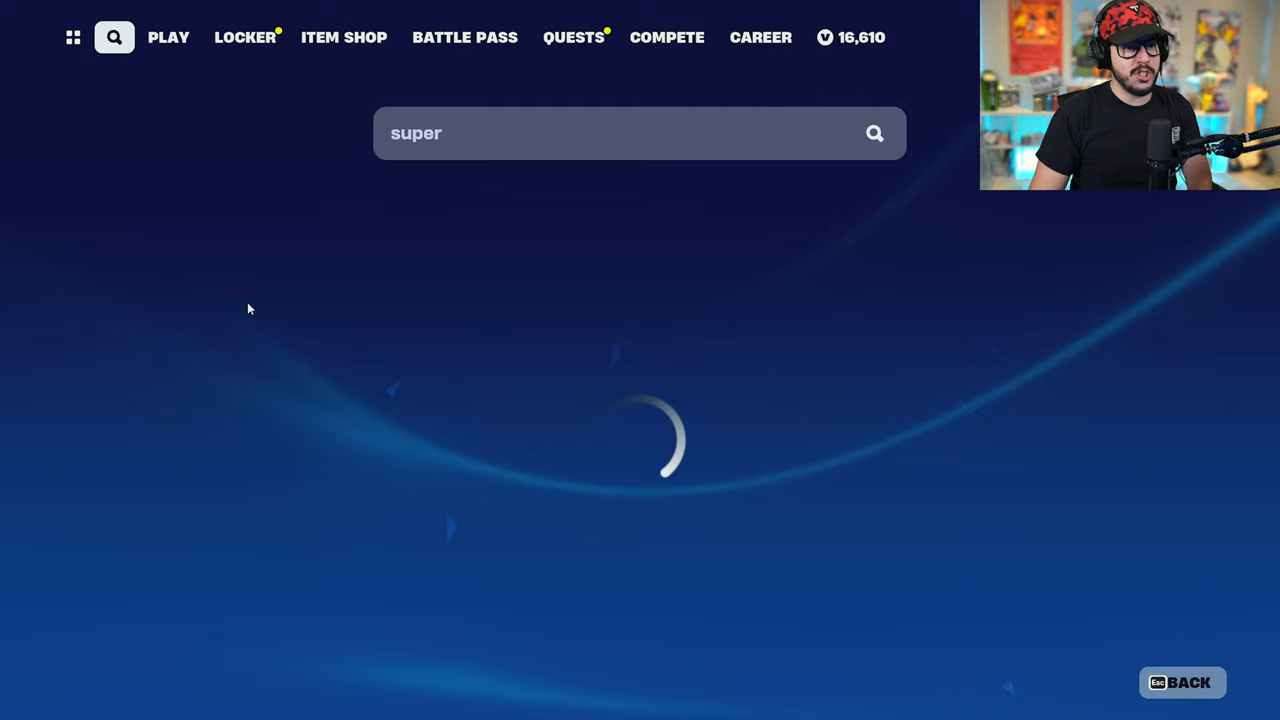 PLAY LOCKER ITEM SHOP BATTLE PASS QUESTS COMPETE CAREER 16,610
super
Esc BACK